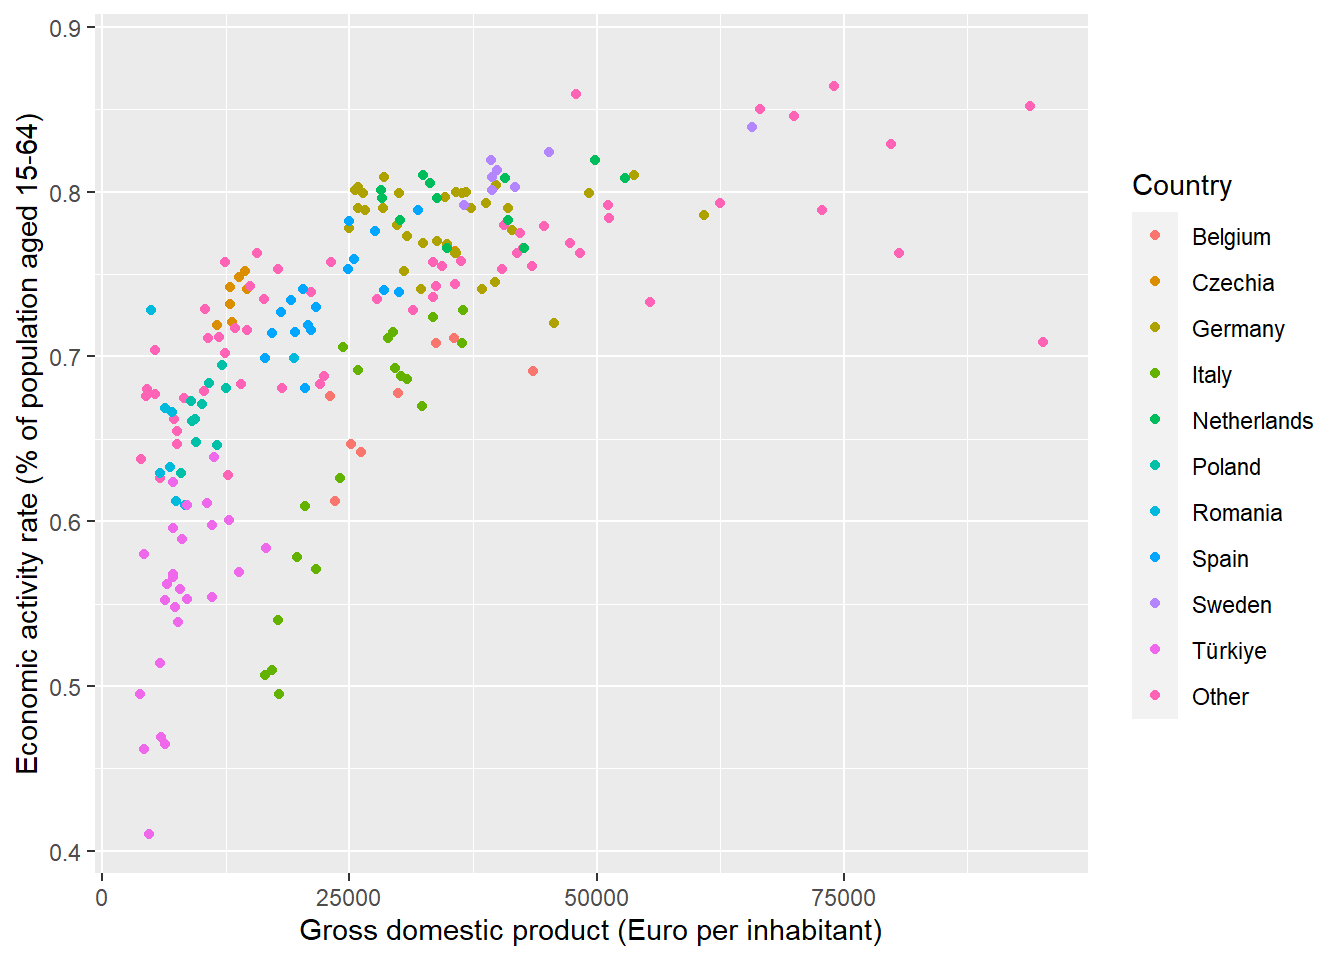 0.9
0.8
0.7
0.6
0.5
0.4
Economic activity rate (% of population aged 15-64)
0 25000 50000 75000
Gross domestic product (Euro per inhabitant)
Country
Belgium
Czechia
Germany
Italy
Netherlands
Poland
Romania
Spain
Sweden
Türkiye
Other